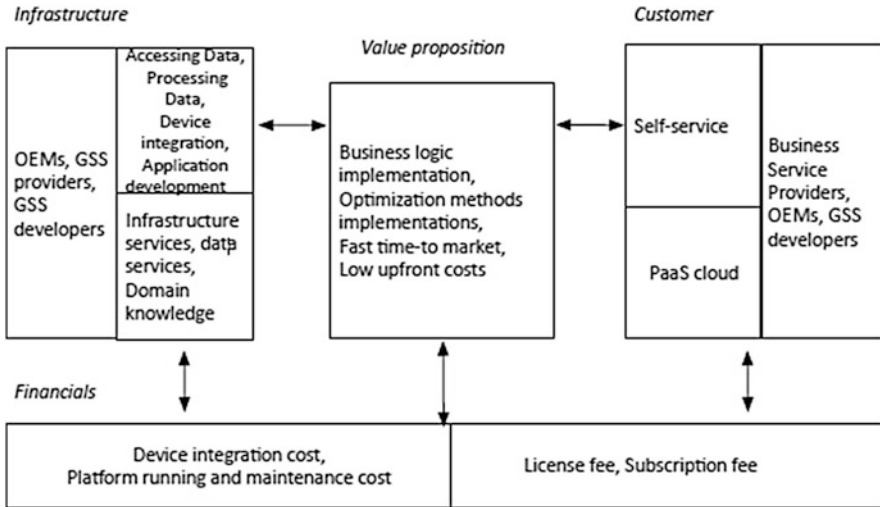 Infrastructure
Customer
Value proposition
OEMs, GSS
providers,
GSS
developers
Accessing Data,
Processing
Data,
Device
integration,
Application
development
Infrastructure
services, data
services,
Domain
knowledge
Business logic
implementation,
Optimization methods
implementations,
Fast time-to market,
Low upfront costs
Self-service
PaaS cloud
Business
Service
Providers,
OEMs, GSS
developers
Financials
Device integration cost,
Platform running and maintenance cost
License fee, Subscription fee